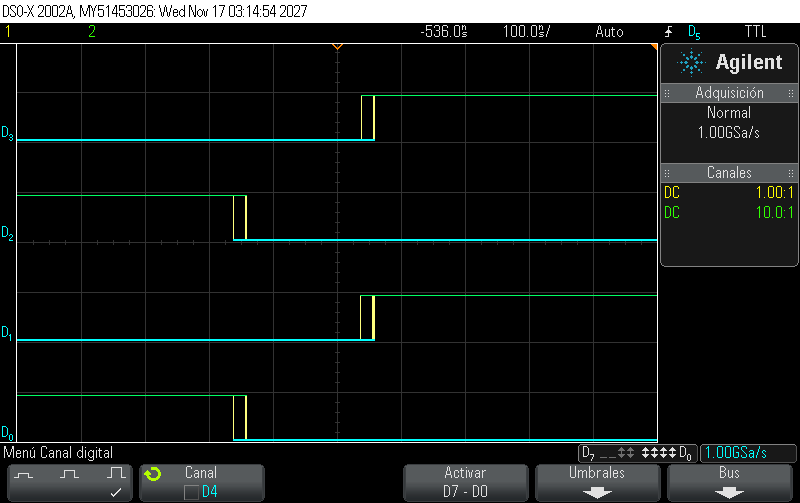 DSO-X 2002A, MY51453026: Wed Nov 17 03:14:54 2027
1 2 -536.0ns 100.0ns/ Auto D5 TTL
Agilent
Adquisición
Normal
1.00GSa/s
Canales
DC 1.00:1
DC 10.0:1
D3
D2
D1
D0
Menú Canal digital
D7 D0 1.00GSa/s
Canal
D4
Activar
D7 - D0
Umbrales
Bus